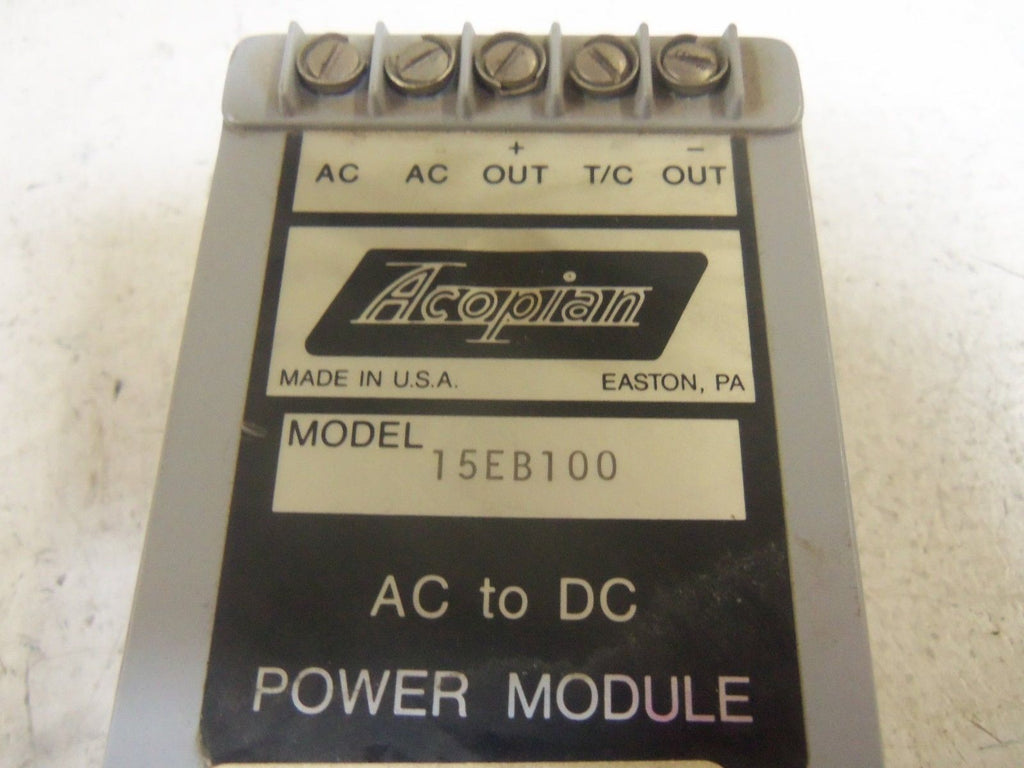 + −
AC AC OUT T/C OUT
Acopian
MADE IN U.S.A. EASTON, PA
MODEL 15EB100
AC to DC
POWER MODULE